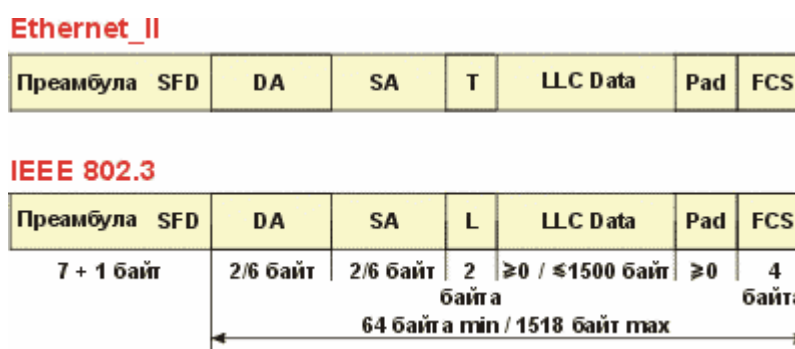 Ethernet_II
Преамбула SFD DA SA T LLC Data Pad FCS
IEEE 802.3
Преамбула SFD DA SA L LLC Data Pad FCS
7 + 1 байт 2/6 байт 2/6 байт 2 байта ≥0 / ≤1500 байт ≥0 4 байта
64 байта min / 1518 байт max